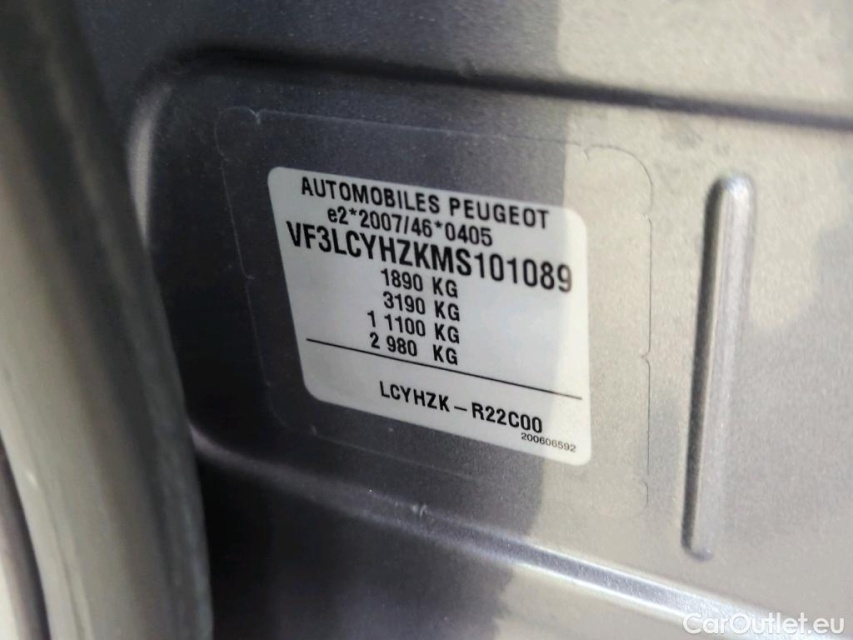 AUTOMOBILES PEUGEOT
e2*2007/46*0405
VF3LCYHZKMS101089
1890 KG
3190 KG
1 1100 KG
2 980 KG
LCYHZK - R22C00
200606592
CarOutlet.eu